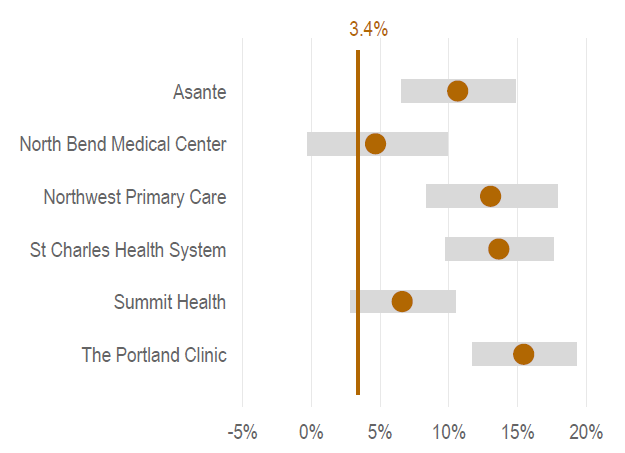 3.4%
Asante
North Bend Medical Center
Northwest Primary Care
St Charles Health System
Summit Health
The Portland Clinic
-5% 0% 5% 10% 15% 20%